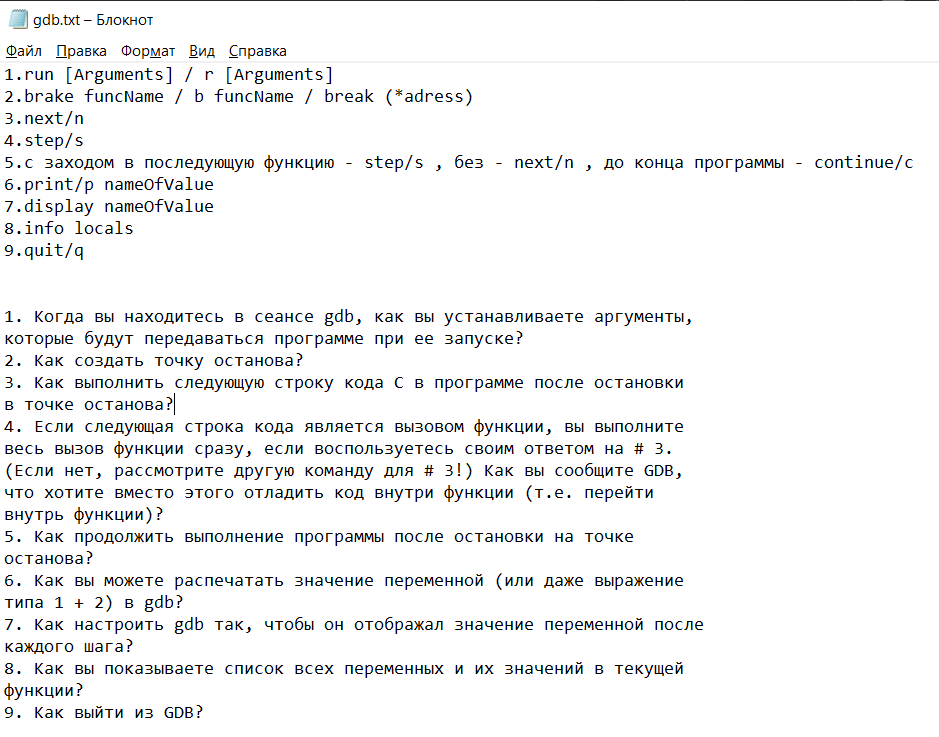 gdb.txt – Блокнот
Файл Правка Формат Вид Справка
1.run [Arguments] / r [Arguments]
2.brake funcName / b funcName / break (*adress)
3.next/n
4.step/s
5.с заходом в последующую функцию - step/s , без - next/n , до конца программы - continue/c
6.print/p nameOfValue
7.display nameOfValue
8.info locals
9.quit/q
1. Когда вы находитесь в сеансе gdb, как вы устанавливаете аргументы,
которые будут передаваться программе при ее запуске?
2. Как создать точку останова?
3. Как выполнить следующую строку кода C в программе после остановки
в точке останова?
4. Если следующая строка кода является вызовом функции, вы выполните
весь вызов функции сразу, если воспользуетесь своим ответом на # 3.
(Если нет, рассмотрите другую команду для # 3!) Как вы сообщите GDB,
что хотите вместо этого отладить код внутри функции (т.е. перейти
внутрь функции)?
5. Как продолжить выполнение программы после остановки на точке
останова?
6. Как вы можете распечатать значение переменной (или даже выражение
типа 1 + 2) в gdb?
7. Как настроить gdb так, чтобы он отображал значение переменной после
каждого шага?
8. Как вы показываете список всех переменных и их значений в текущей
функции?
9. Как выйти из GDB?